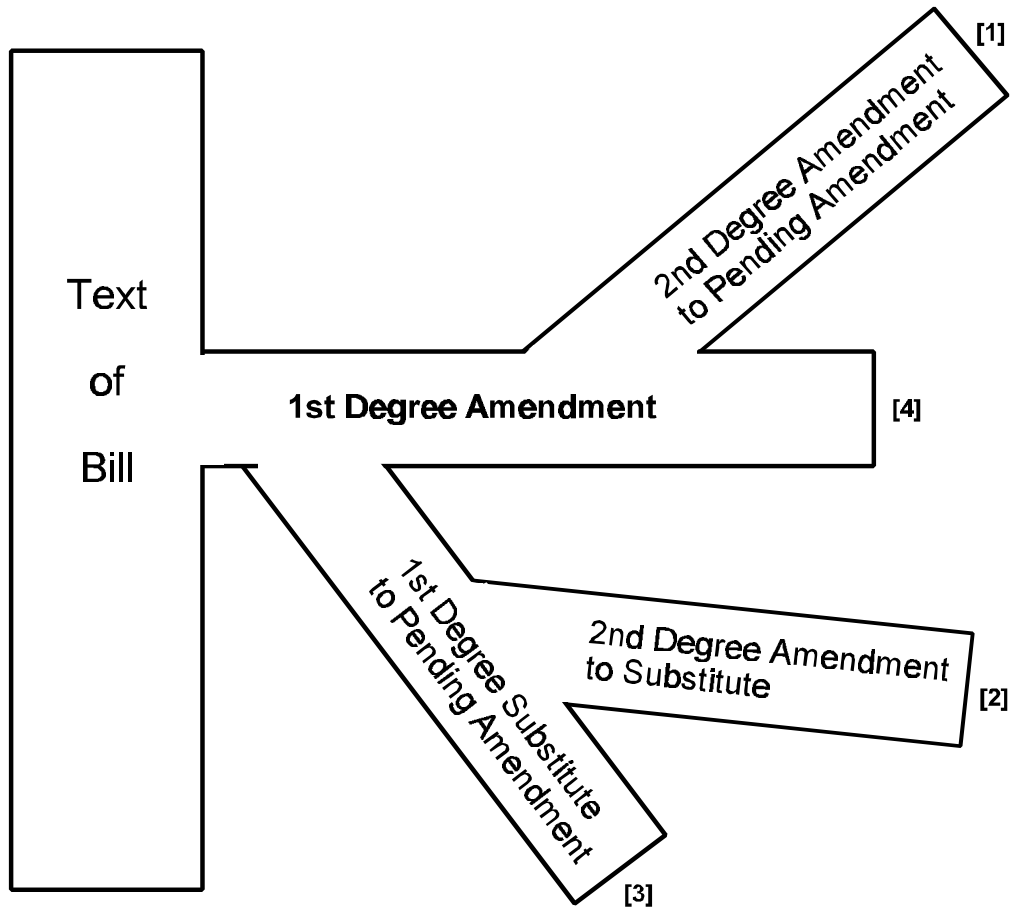 Text
of
Bill
[1]
2nd Degree Amendment
to Pending Amendment
1st Degree Amendment
[4]
1st Degree Substitute
to Pending Amendment
2nd Degree Amendment
to Substitute
[2]
[3]